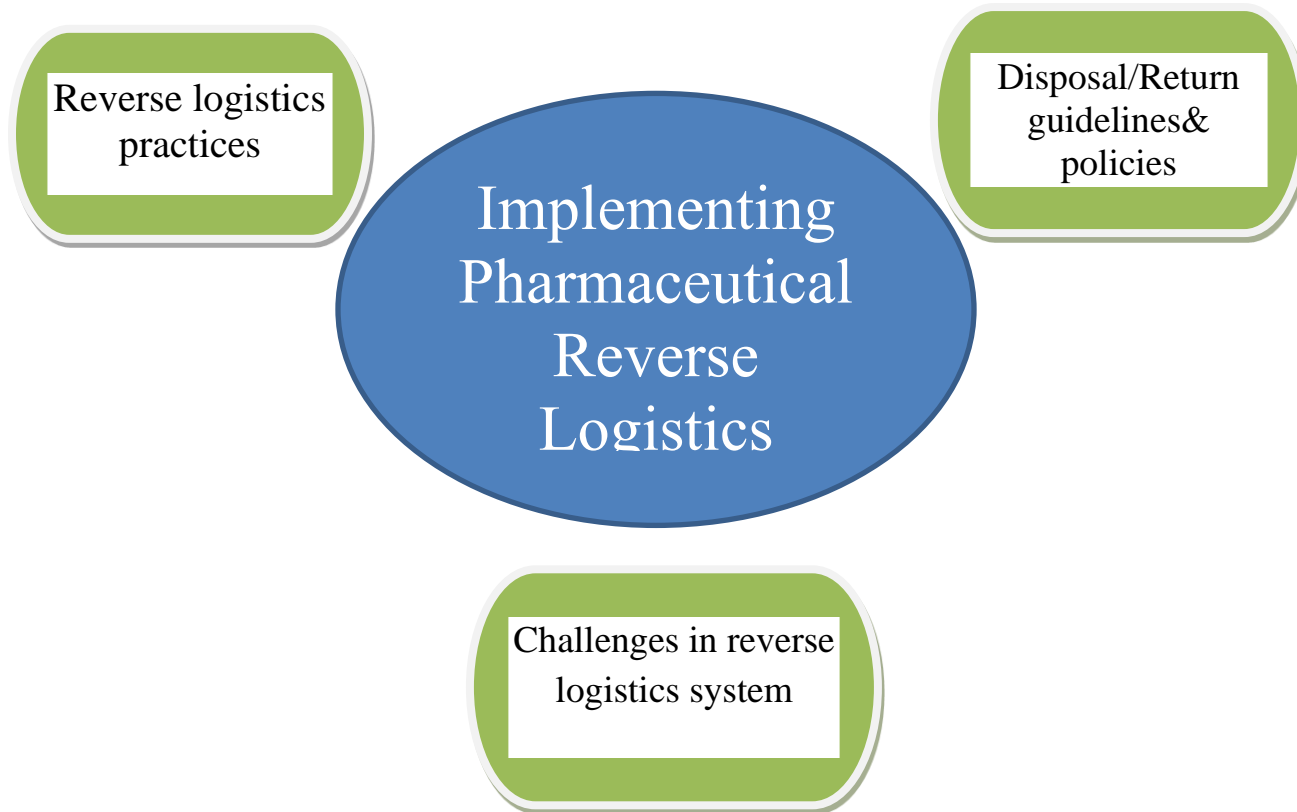 Reverse logistics
practices
Disposal/Return
guidelines&
policies
Implementing
Pharmaceutical
Reverse
Logistics
Challenges in reverse
logistics system